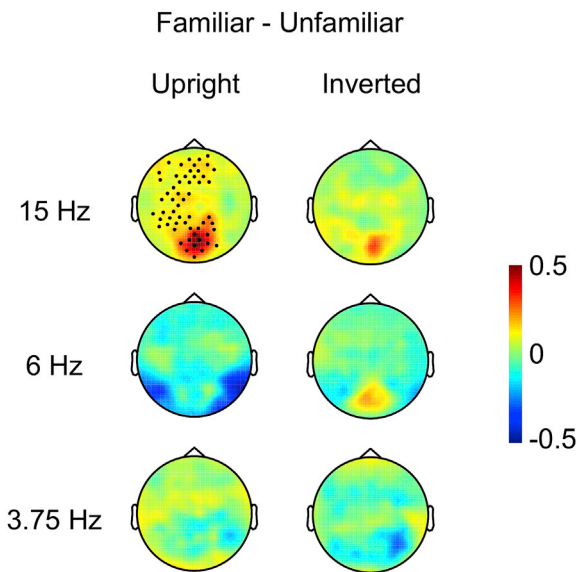 Familiar - Unfamiliar
Upright Inverted
15 Hz
0.5
6 Hz
0
-0.5
3.75 Hz